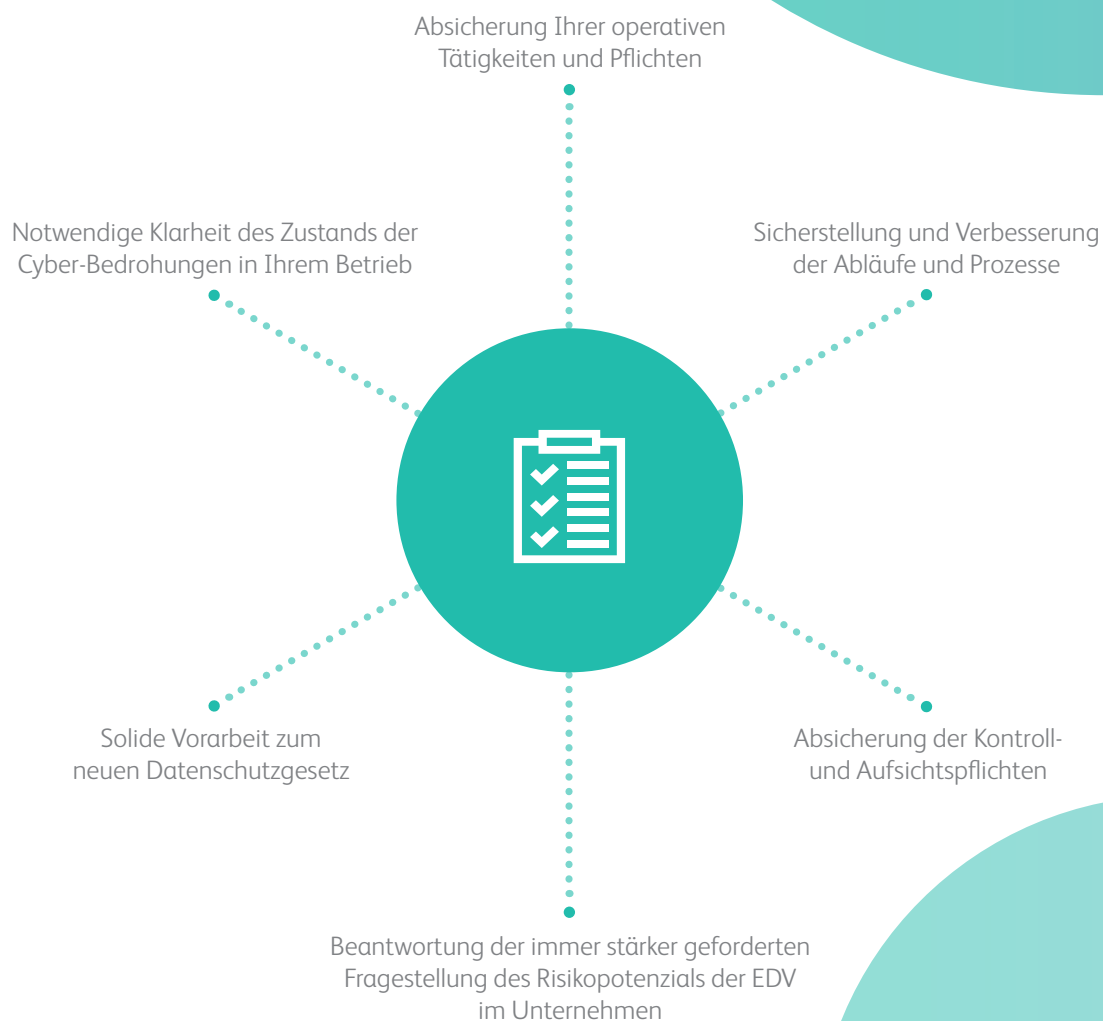 Absicherung Ihrer operativen
Tätigkeiten und Pflichten
Notwendige Klarheit des Zustands der
Cyber-Bedrohungen in Ihrem Betrieb
Sicherstellung und Verbesserung
der Abläufe und Prozesse
Solide Vorarbeit zum
neuen Datenschutzgesetz
Absicherung der Kontroll-
und Aufsichtspflichten
Beantwortung der immer stärker geforderten
Fragestellung des Risikopotenzials der EDV
im Unternehmen